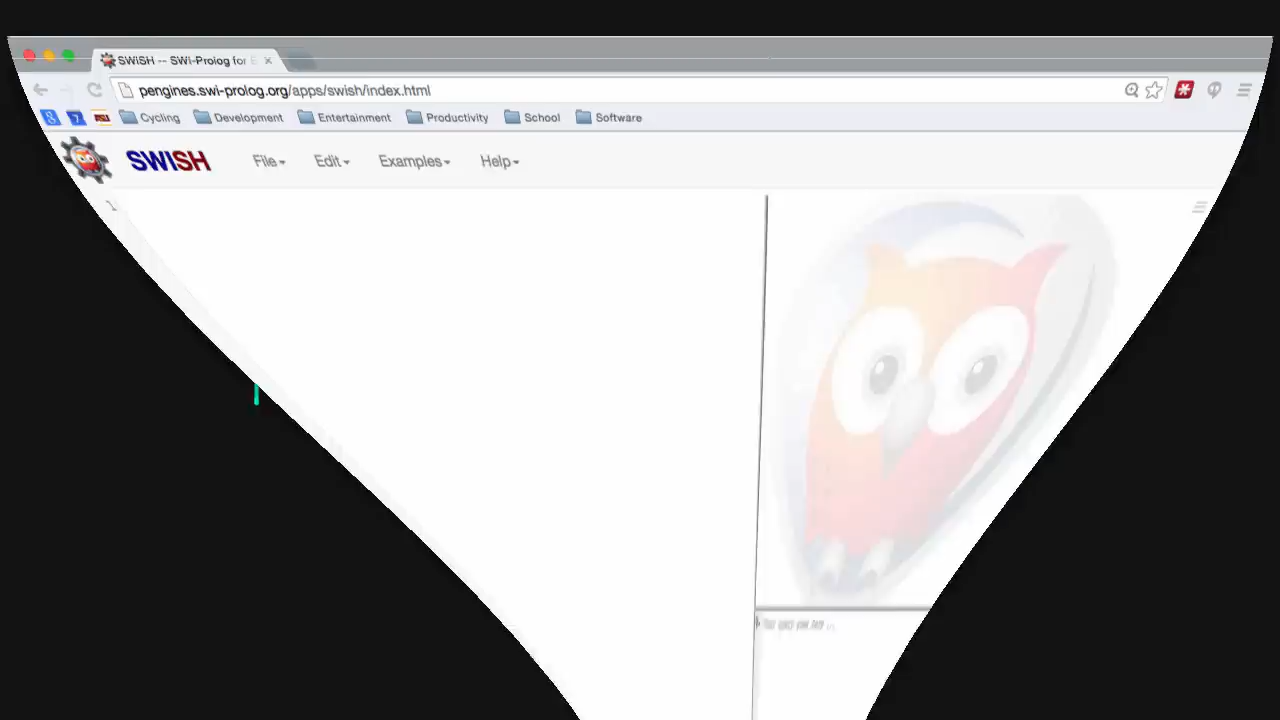 SWISH -- SWI-Prolog for
pengines.swi-prolog.org/apps/swish/index.html
Cycling Development Entertainment Productivity School Software
SWISH File Edit Examples Help